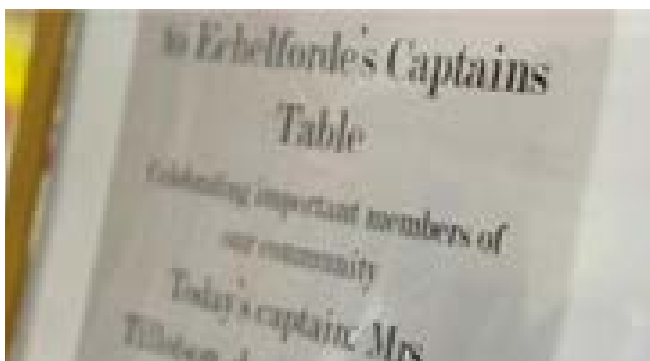 to Echelforde's Captains
Table
Celebrating important members of
our community
Today's captain: Mrs